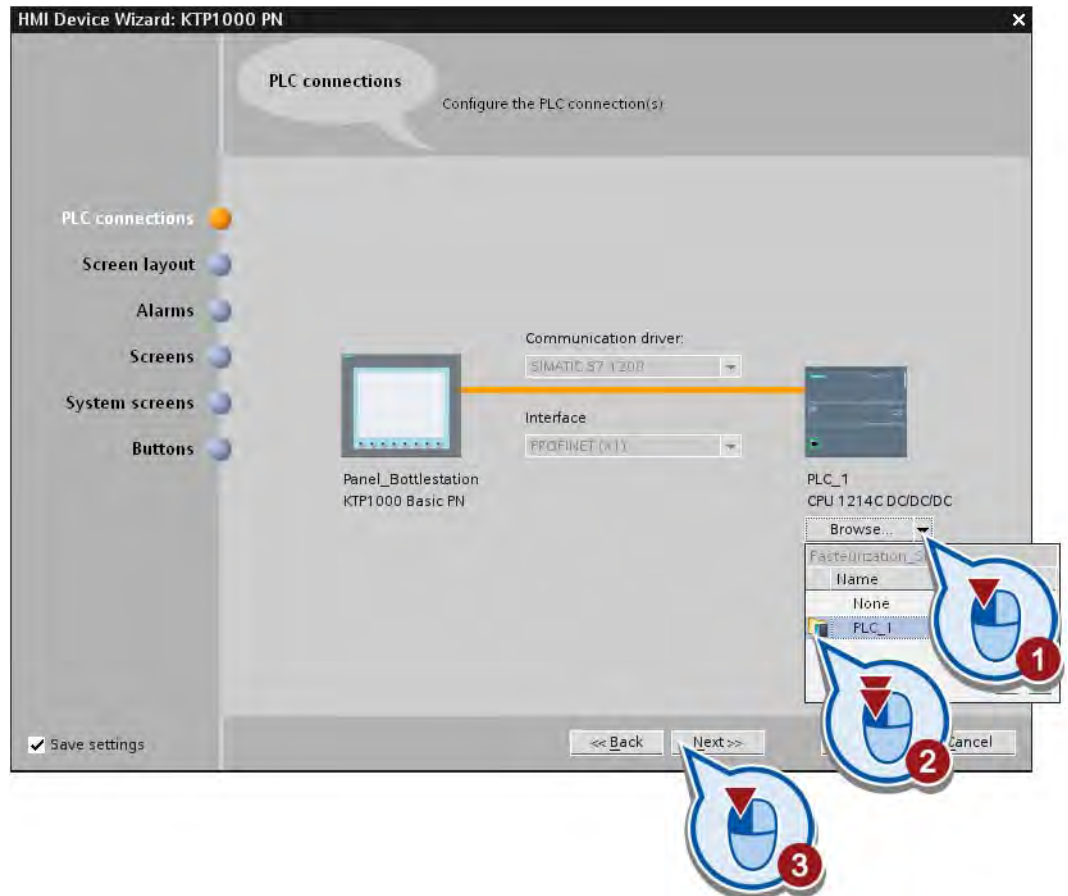 HMI Device Wizard: KTP1000 PN
PLC connections
Configure the PLC connection(s)
PLC connections
Screen layout
Alarms
Screens
System screens
Buttons
Communication driver:
SIMATIC S7 1200
Interface
PROFINET (X1)
Panel_Bottlestation
KTP1000 Basic PN
PLC_1
CPU 1214C DC/DC/DC
Browse...
Name
None
PLC_1
1
2
Save settings
<< Back
Next >>
Cancel
3